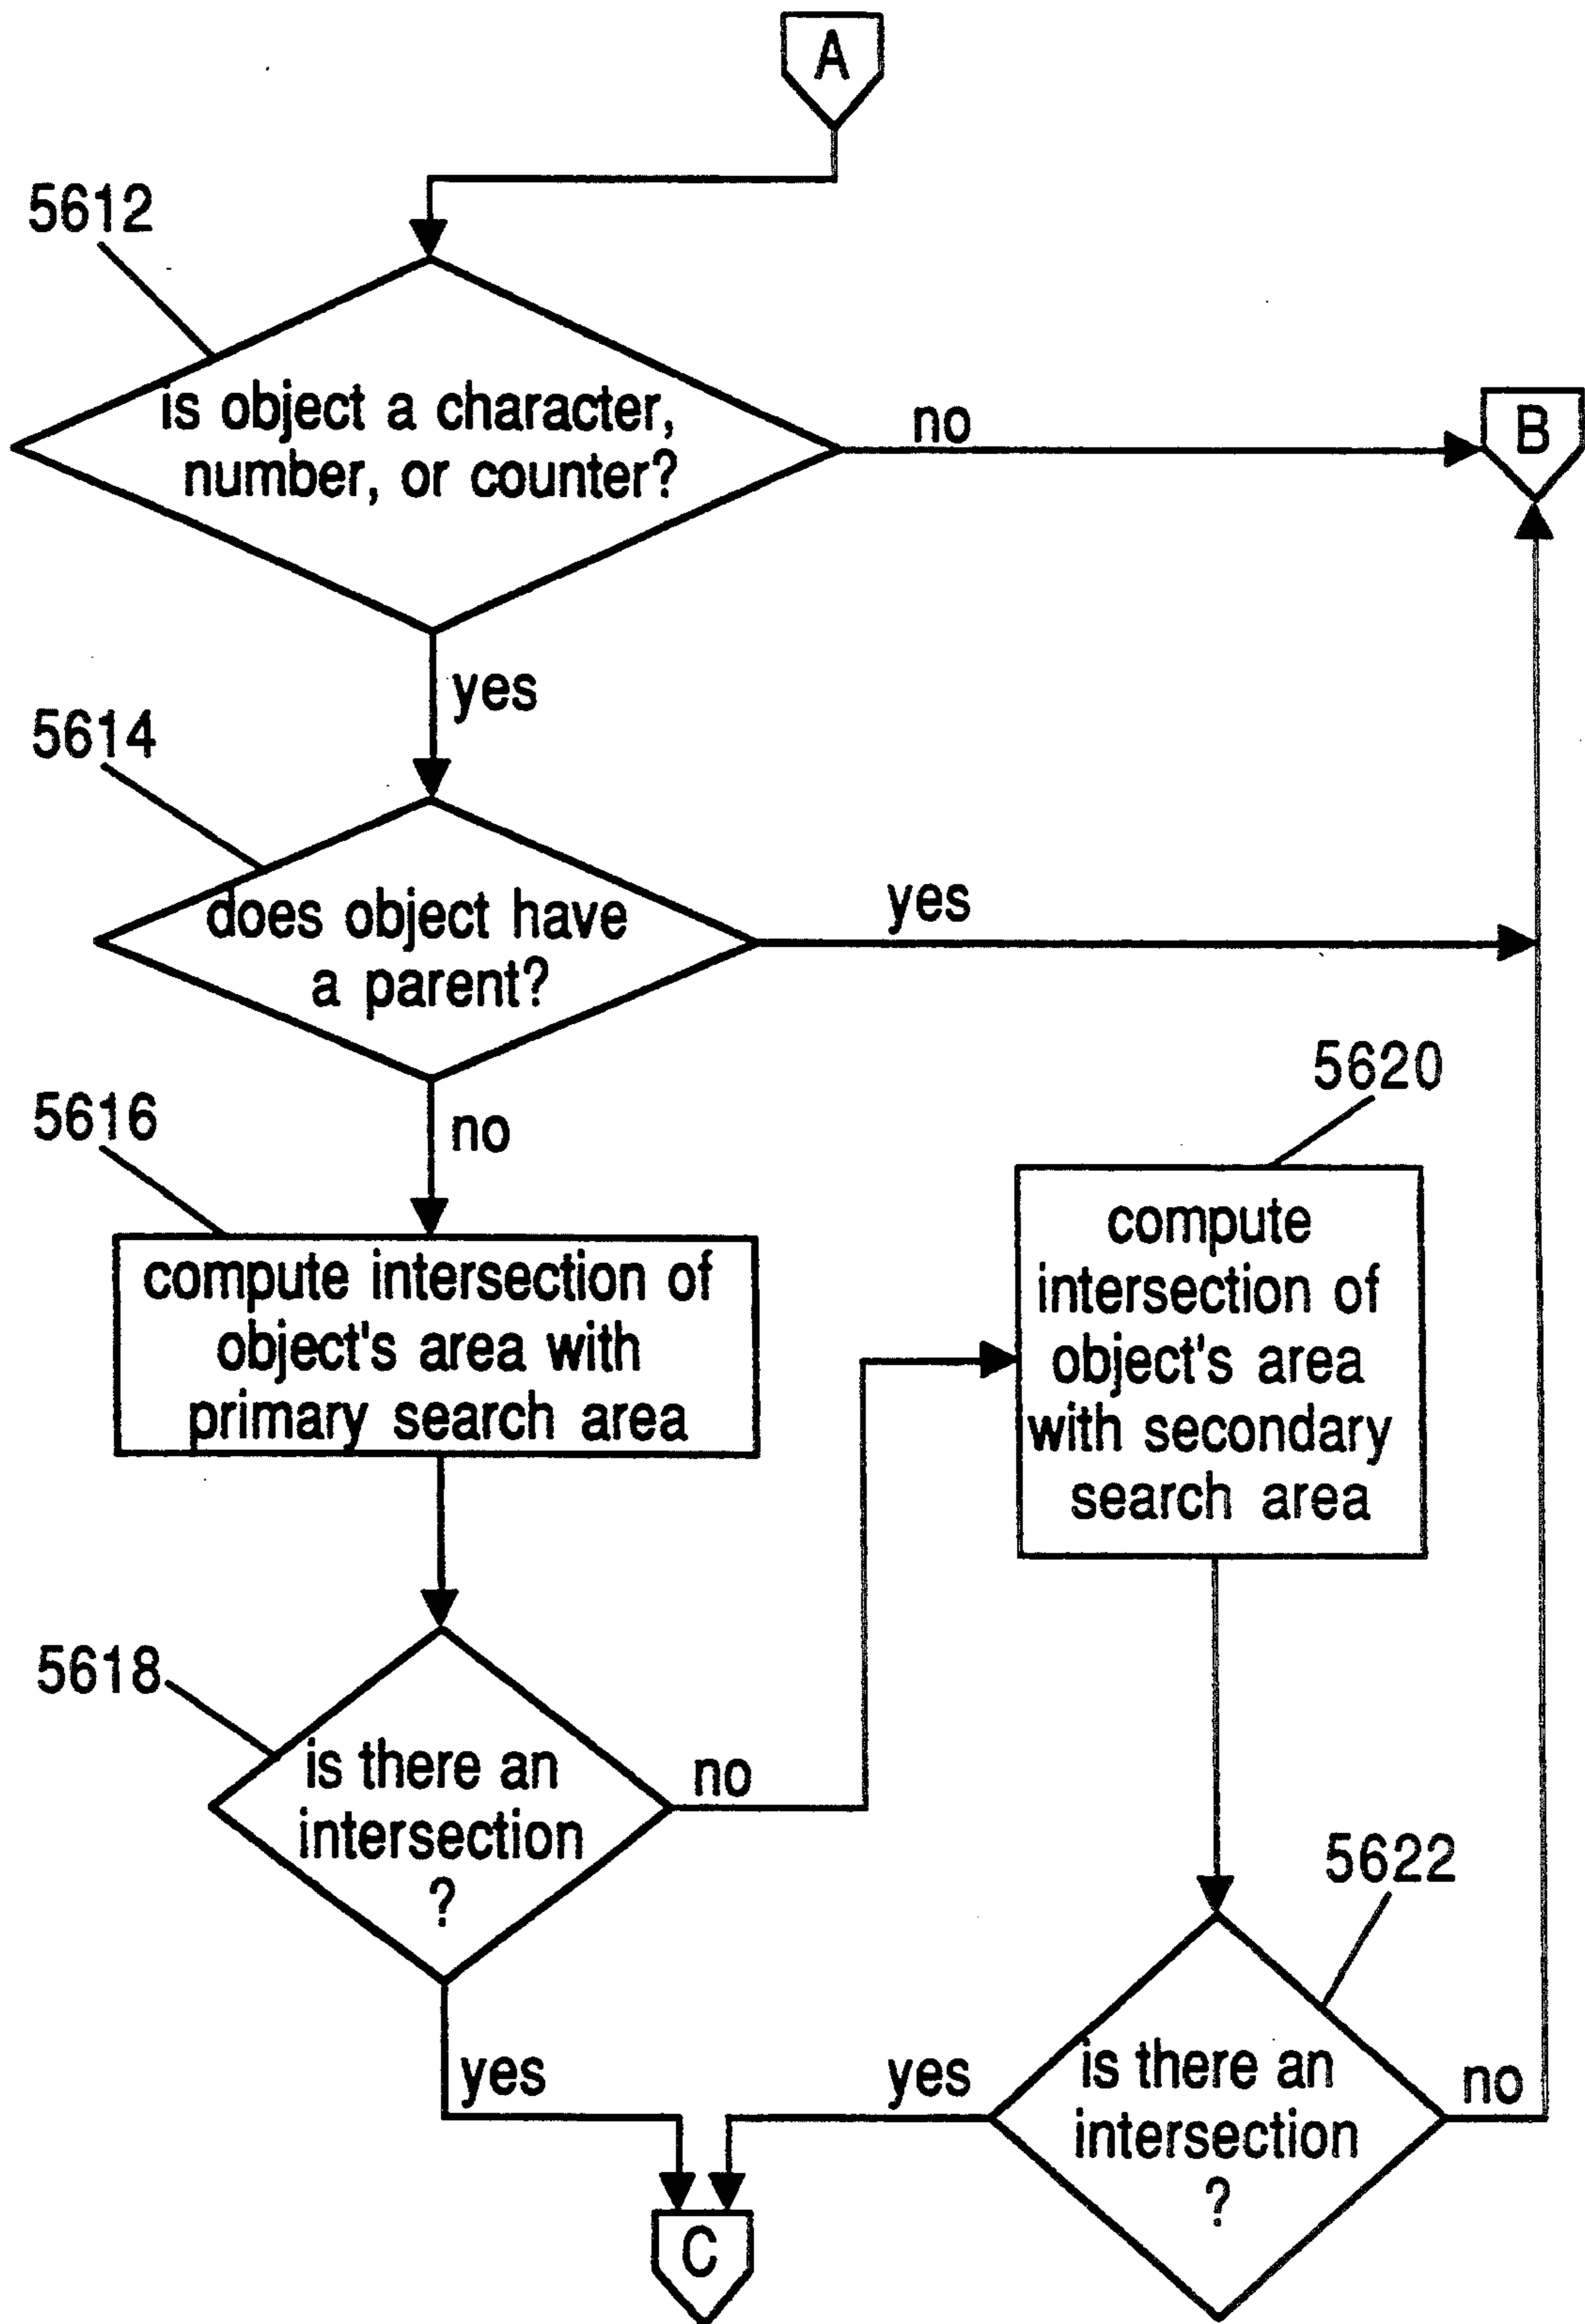 A
5612
is object a character,
number, or counter?
no
B
yes
5614
does object have
a parent?
yes
no
5616
compute intersection of
object's area with
primary search area
5620
compute
intersection of
object's area
with secondary
search area
5618
is there an
intersection
?
no
yes
5622
is there an
intersection
?
yes
no
C